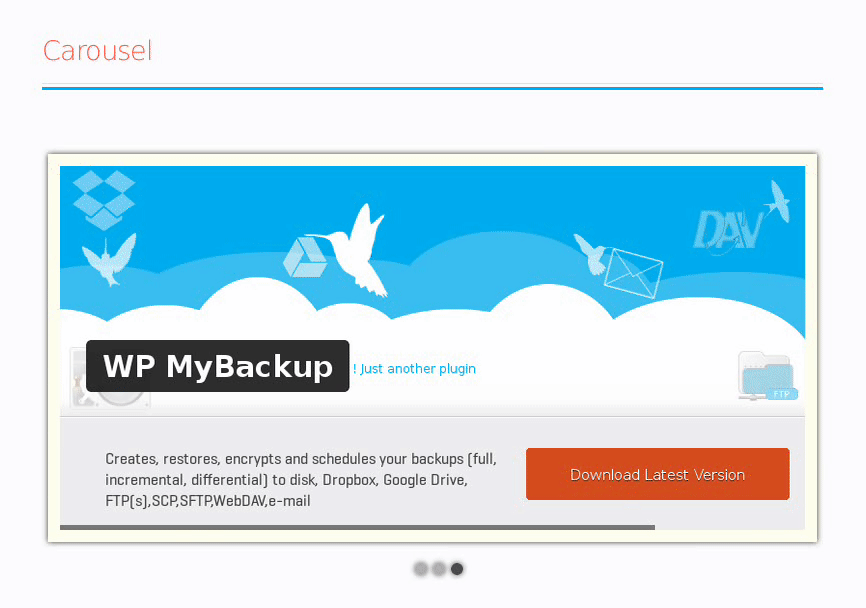 Carousel
DAV
WP MyBackup
! Just another plugin
FTP
Creates, restores, encrypts and schedules your backups (full,
incremental, differential) to disk, Dropbox, Google Drive,
FTP(s),SCP,SFTP,WebDAV,e-mail
Download Latest Version